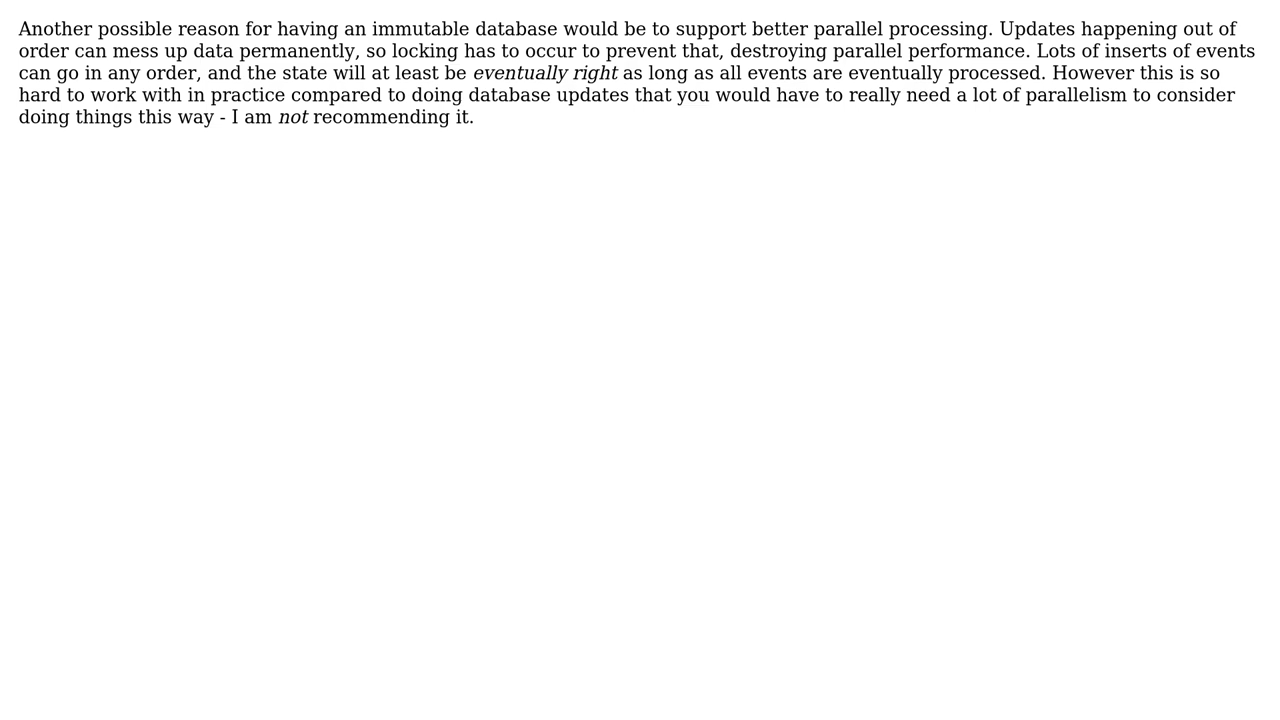 Another possible reason for having an immutable database would be to support better parallel processing. Updates happening out of
order can mess up data permanently, so locking has to occur to prevent that, destroying parallel performance. Lots of inserts of events
can go in any order, and the state will at least be eventually right as long as all events are eventually processed. However this is so
hard to work with in practice compared to doing database updates that you would have to really need a lot of parallelism to consider
doing things this way - I am not recommending it.